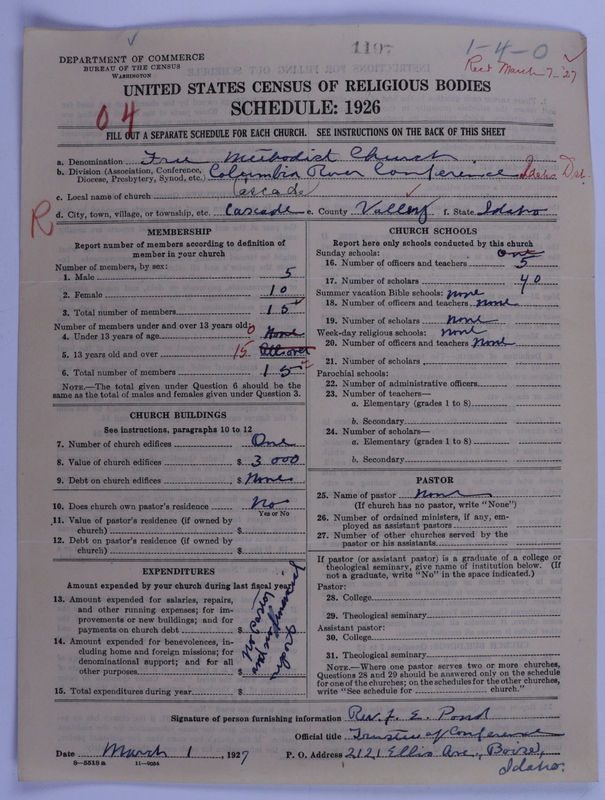 1197
1-4-0
Rec'd March 7-'27
DEPARTMENT OF COMMERCE
BUREAU OF THE CENSUS
WASHINGTON
UNITED STATES CENSUS OF RELIGIOUS BODIES
SCHEDULE: 1926
04
FILL OUT A SEPARATE SCHEDULE FOR EACH CHURCH. SEE INSTRUCTIONS ON THE BACK OF THIS SHEET
a. Denomination Free Methodist Church
b. Division (Association, Conference, Diocese, Presbytery, Synod, etc.) Columbia River Conference Idaho Dist.
c. Local name of church Cascade
R
d. City, town, village, or township, etc. Cascade e. County Valley f. State Idaho
MEMBERSHIP
Report number of members according to definition of
member in your church
Number of members, by sex:
1. Male 5
2. Female 10
3. Total number of members 15
Number of members under and over 13 years old:
4. Under 13 years of age 0 None
5. 13 years old and over 15 All over
6. Total number of members 15
NOTE.—The total given under Question 6 should be the
same as the total of males and females given under Question 3.
CHURCH BUILDINGS
See instructions, paragraphs 10 to 12
7. Number of church edifices One
8. Value of church edifices $ 3000
9. Debt on church edifices $ None
10. Does church own pastor's residence No
Yes or No
11. Value of pastor's residence (if owned by
church) $
12. Debt on pastor's residence (if owned by
church) $
EXPENDITURES
Amount expended by your church during last fiscal year
13. Amount expended for salaries, repairs,
and other running expenses; for im-
provements or new buildings; and for
payments on church debt $
14. Amount expended for benevolences, in-
cluding home and foreign missions; for
denominational support; and for all
other purposes $
No Pastor
15. Total expenditures during year $
CHURCH SCHOOLS
Report here only schools conducted by this church
Sunday schools: One
16. Number of officers and teachers 5
17. Number of scholars 40
Summer vacation Bible schools: none
18. Number of officers and teachers none
19. Number of scholars none
Week-day religious schools: none
20. Number of officers and teachers none
21. Number of scholars
Parochial schools:
22. Number of administrative officers
23. Number of teachers—
a. Elementary (grades 1 to 8)
b. Secondary
24. Number of scholars—
a. Elementary (grades 1 to 8)
b. Secondary
PASTOR
25. Name of pastor none
(If church has no pastor, write "None")
26. Number of ordained ministers, if any, em-
ployed as assistant pastors
27. Number of other churches served by the
pastor or his assistants
If pastor (or assistant pastor) is a graduate of a college or
theological seminary, give name of institution below. (If
not a graduate, write "No" in the space indicated.)
Pastor:
28. College
29. Theological seminary
Assistant pastor:
30. College
31. Theological seminary
NOTE.—Where one pastor serves two or more churches,
Questions 28 and 29 should be answered only on the schedule
for one of the churches; on the schedules for the other churches,
write "See schedule for church."
Signature of person furnishing information Rev. J. E. Pond
Official title Trustee of Conference
Date March 1, 1927 P. O. Address 2121 Ellis Ave, Boise,
Idaho.
8—5518 a 11—9024